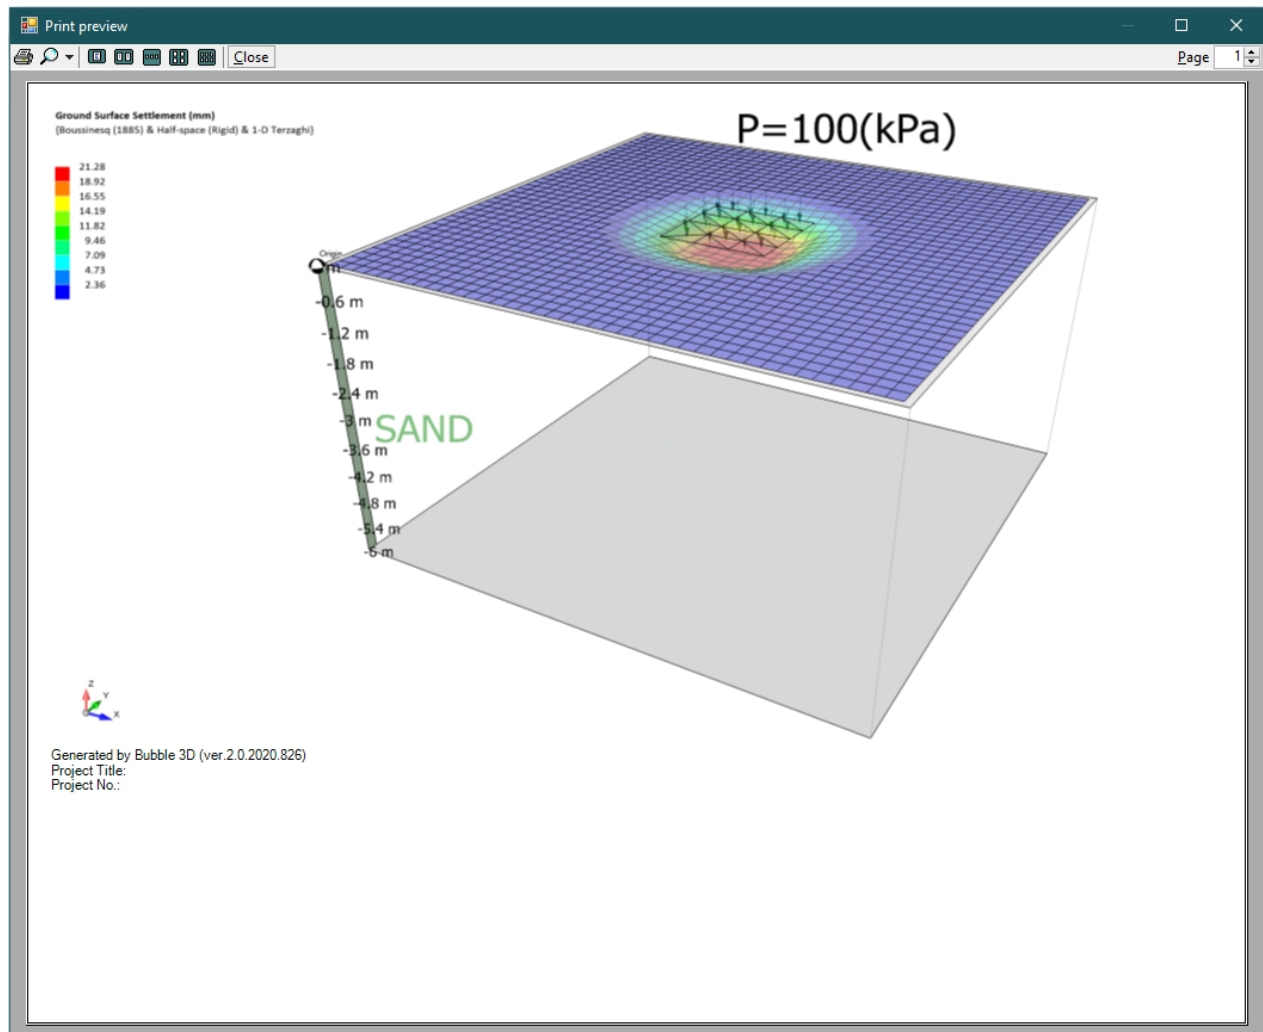 Print preview
Close
Page 1
Ground Surface Settlement (mm)
(Boussinesq (1885) & Half-space (Rigid) & 1-D Terzaghi)
P=100(kPa)
21.28
18.92
16.55
14.19
11.82
9.46
7.09
4.73
2.36
Origin
m
-0.6 m
-1.2 m
-1.8 m
-2.4 m
-3 m
SAND
-3.6 m
-4.2 m
-4.8 m
-5.4 m
-6 m
Z
Y
X
Generated by Bubble 3D (ver.2.0.2020.826)
Project Title:
Project No.: